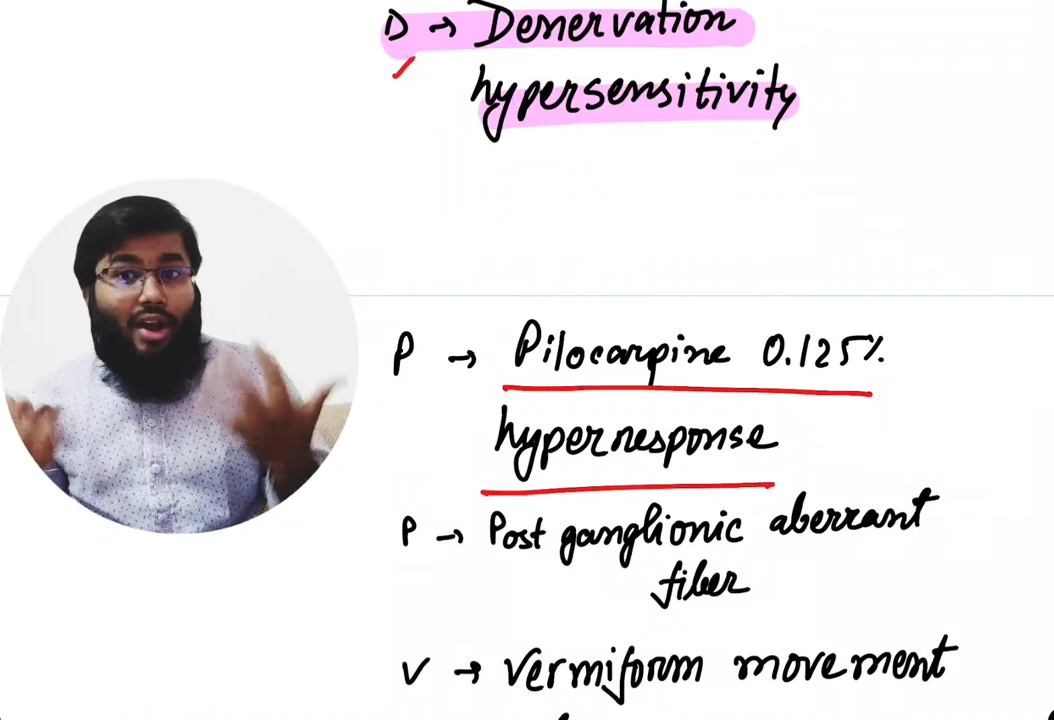 D → Denervation
hypersensitivity
P → Pilocarpine 0.125%
hyperresponse
P → Post ganglionic aberrant
fiber
V → Vermiform movement